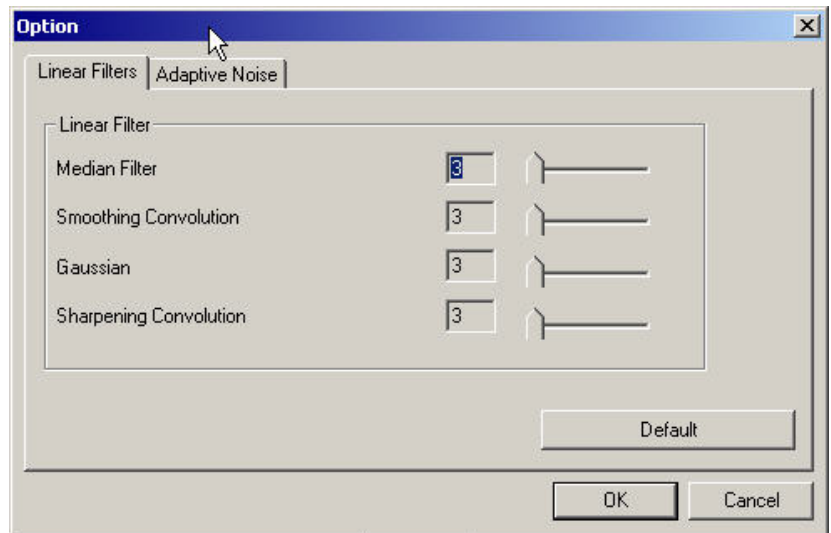 Option
Linear Filters Adaptive Noise
Linear Filter
Median Filter 3
Smoothing Convolution 3
Gaussian 3
Sharpening Convolution 3
Default
OK Cancel